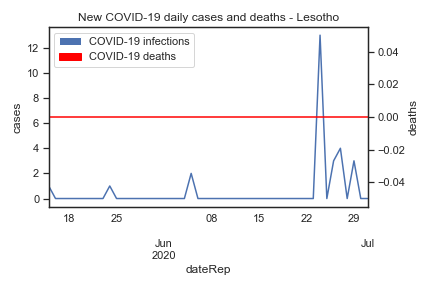 New COVID-19 daily cases and deaths - Lesotho
COVID-19 infections
COVID-19 deaths
cases
12
10
8
6
4
2
0
0.04
0.02
0.00
−0.02
−0.04
deaths
18 25 08 15 22 29
Jun Jul
2020
dateRep